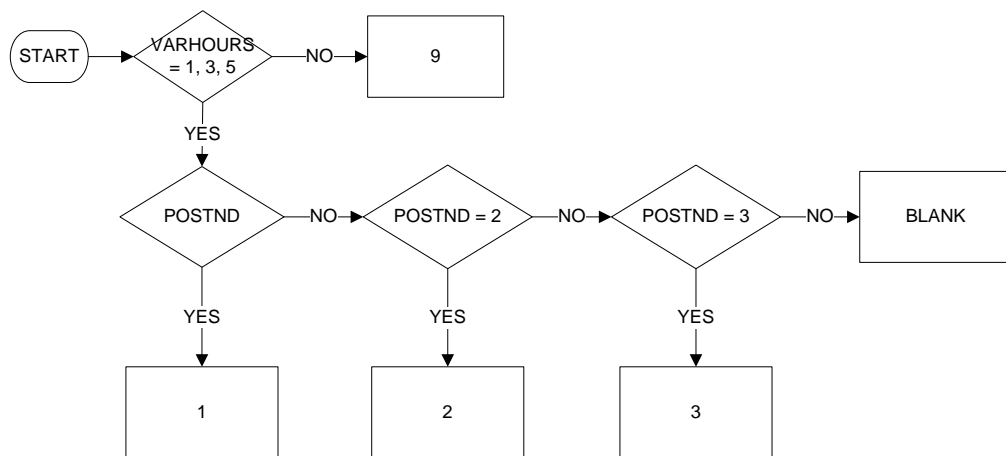 START
VARHOURS
= 1, 3, 5
NO
9
YES
POSTND
NO
POSTND = 2
NO
POSTND = 3
NO
BLANK
YES
YES
YES
1
2
3